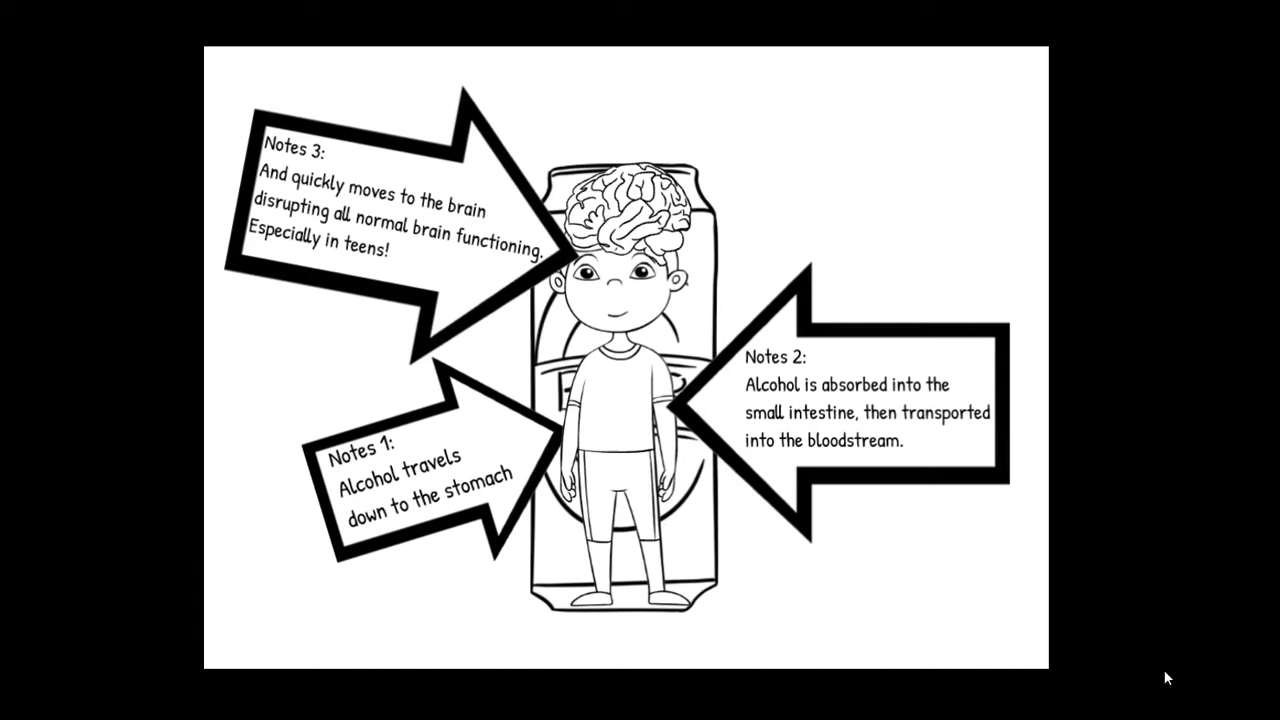 Notes 3:
And quickly moves to the brain
disrupting all normal brain functioning.
Especially in teens!
Notes 2:
Alcohol is absorbed into the
small intestine, then transported
into the bloodstream.
Notes 1:
Alcohol travels
down to the stomach